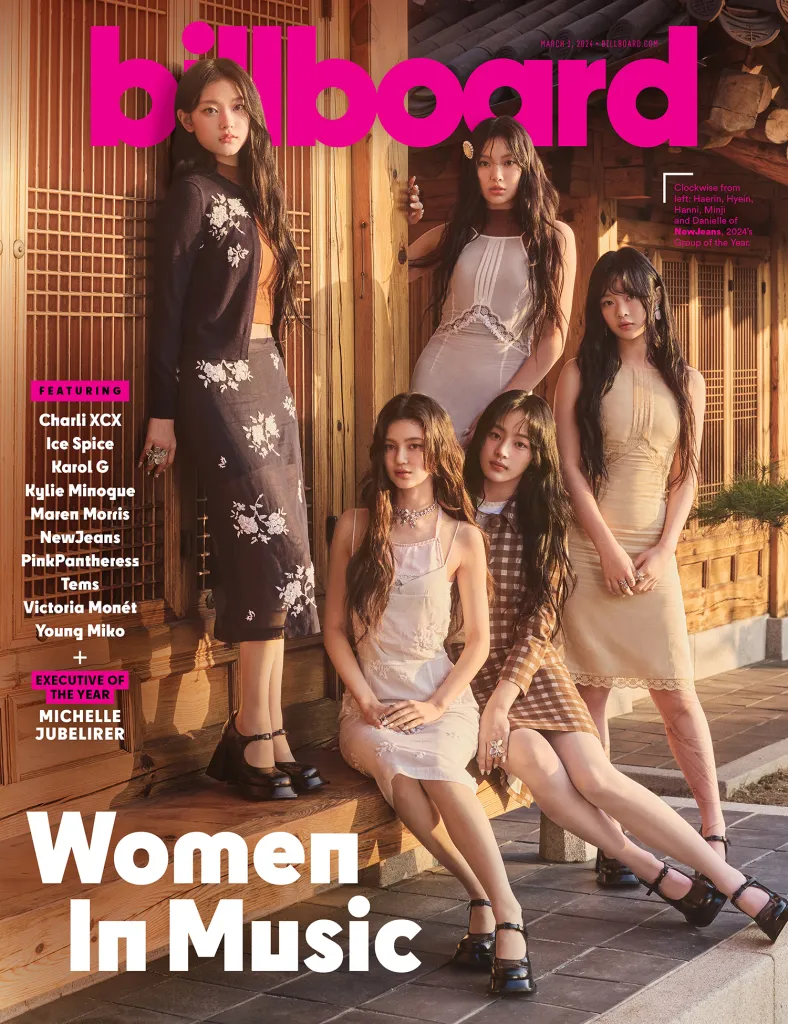 billboard
MARCH 2, 2024 • BILLBOARD.COM
Clockwise from
left: Haerin, Hyein,
Hanni, Minji
and Danielle of
NewJeans, 2024's
Group of the Year.
FEATURING
Charli XCX
Ice Spice
Karol G
Kylie Minogue
Maren Morris
NewJeans
PinkPantheress
Tems
Victoria Monét
Young Miko
+
EXECUTIVE OF
THE YEAR
MICHELLE
JUBELIRER
Women
In Music